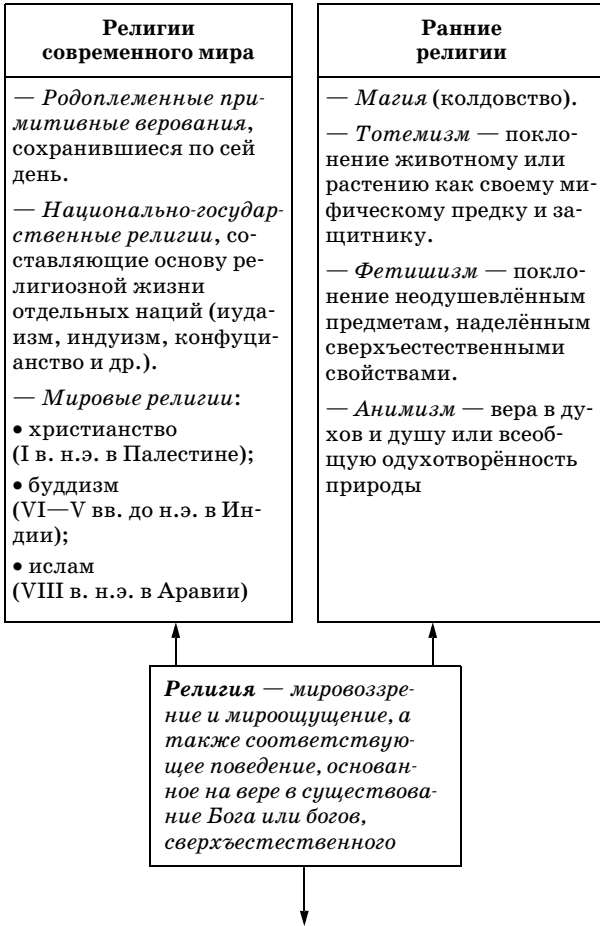 Религии
современного мира
— Родоплеменные при-
митивные верования,
сохранившиеся по сей
день.
— Национально-государ-
ственные религии, со-
ставляющие основу ре-
лигиозной жизни
отдельных наций (иуда-
изм, индуизм, конфуци-
анство и др.).
— Мировые религии:
• христианство
(I в. н.э. в Палестине);
• буддизм
(VI—V вв. до н.э. в Ин-
дии);
• ислам
(VIII в. н.э. в Аравии)
Ранние
религии
— Магия (колдовство).
— Тотемизм — покло-
нение животному или
растению как своему ми-
фическому предку и за-
щитнику.
— Фетишизм — покло-
нение неодушевлённым
предметам, наделённым
сверхъестественными
свойствами.
— Анимизм — вера в ду-
хов и душу или всеоб-
щую одухотворённость
природы
Религия — мировоззре-
ние и мироощущение, а
также соответствую-
щее поведение, основан-
ное на вере в существова-
ние Бога или богов,
сверхъестественного